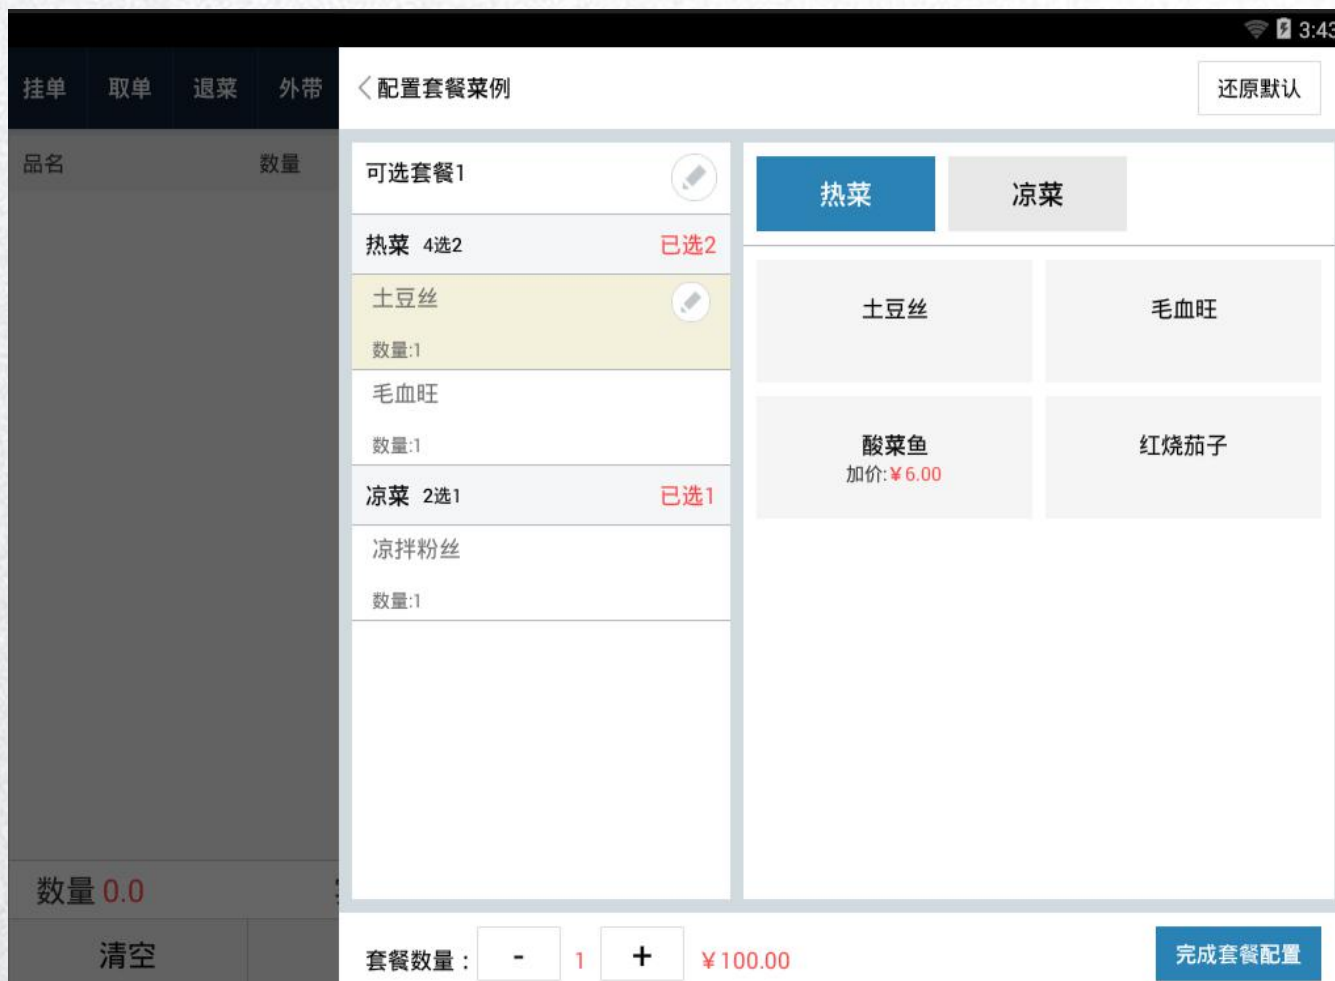 3:43
挂单 取单 退菜 外带
配置套餐菜例
还原默认
品名 数量
可选套餐1
热菜 4选2 已选2
土豆丝
数量:1
毛血旺
数量:1
凉菜 2选1 已选1
凉拌粉丝
数量:1
热菜 凉菜
土豆丝 毛血旺
酸菜鱼 红烧茄子
加价:¥6.00
数量 0.0
清空
套餐数量： - 1 + ¥100.00
完成套餐配置